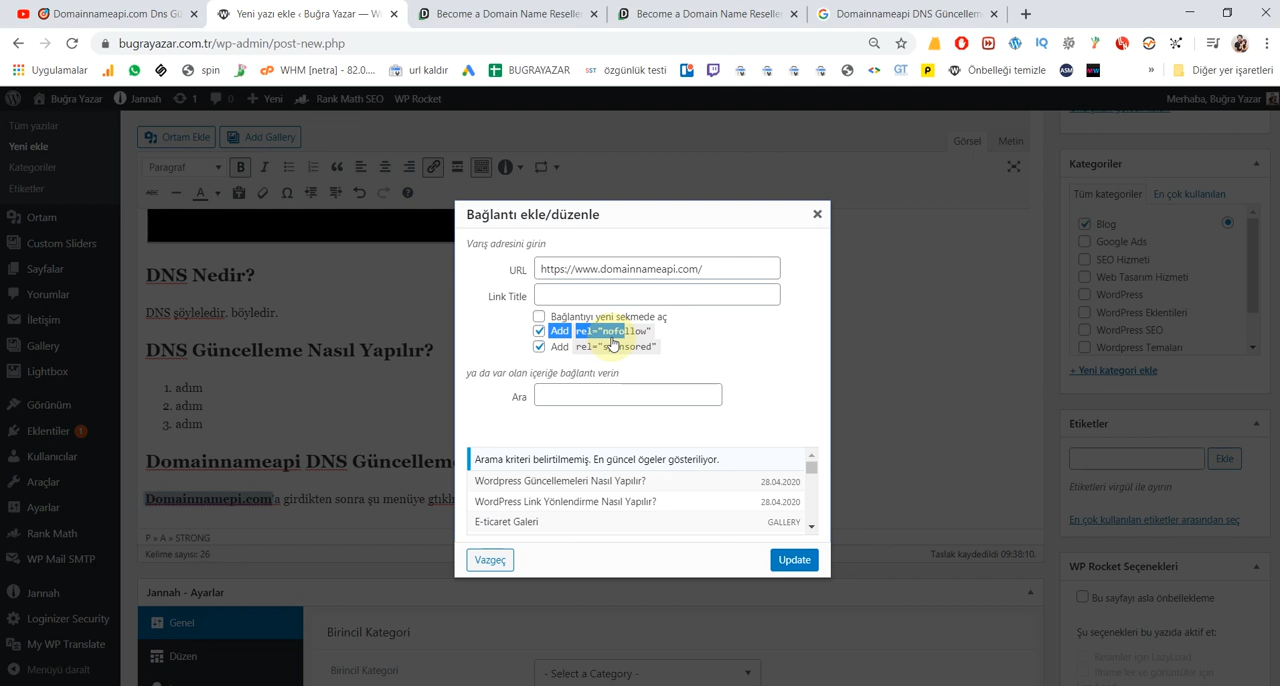 Domainnameapi.com Dns Gü
Yeni yazı ekle ‹ Buğra Yazar — W
Become a Domain Name Reselle
Become a Domain Name Reselle
Domainnameapi DNS Güncellem
bugrayazar.com.tr/wp-admin/post-new.php
Uygulamalar
spin
WHM [netra] - 82.0....
url kaldır
BUGRAYAZAR
SST özgünlük testi
GT
Önbelleği temizle
ASM
»
Diğer yer işaretleri
Buğra Yazar
Jannah
1
0
Yeni
Rank Math SEO
WP Rocket
Merhaba, Buğra Yazar
Tüm yazılar
Yeni ekle
Kategoriler
Etiketler
Ortam
Custom Sliders
Sayfalar
Yorumlar
İletişim
Gallery
Lightbox
Görünüm
Eklentiler 1
Kullanıcılar
Araçlar
Ayarlar
Rank Math
WP Mail SMTP
Jannah
Loginizer Security
My WP Translate
Menüyü daralt
Ortam Ekle
Add Gallery
Görsel
Metin
Paragraf
DNS Nedir?
DNS şöyleledir. böyledir.
DNS Güncelleme Nasıl Yapılır?
1. adım
2. adım
3. adım
Domainnameapi DNS Güncelleme
Domainnamepi.com'a girdikten sonra şu menüye gtıkl
P » A » STRONG
Kelime sayısı: 26
Taslak kaydedildi 09:38:10.
Jannah - Ayarlar
Genel
Düzen
Birincil Kategori
Birincil Kategori
- Select a Category -
Bağlantı ekle/düzenle
Varış adresini girin
URL
https://www.domainnameapi.com/
Link Title
Bağlantıyı yeni sekmede aç
Add rel="nofollow"
Add rel="sponsored"
ya da var olan içeriğe bağlantı verin
Ara
Arama kriteri belirtilmemiş. En güncel ögeler gösteriliyor.
Wordpress Güncellemeleri Nasıl Yapılır? 28.04.2020
WordPress Link Yönlendirme Nasıl Yapılır? 28.04.2020
E-ticaret Galeri GALLERY
Vazgeç
Update
Kategoriler
Tüm kategoriler
En çok kullanılan
Blog
Google Ads
SEO Hizmeti
Web Tasarım Hizmeti
WordPress
WordPress Eklentileri
WordPress SEO
Wordpress Temaları
+ Yeni kategori ekle
Etiketler
Ekle
Etiketleri virgül ile ayırın
En çok kullanılan etiketler arasından seç
WP Rocket Seçenekleri
Bu sayfayı asla önbellekleme
Şu seçenekleri bu yazıda aktif et:
Resimler için LazyLoad